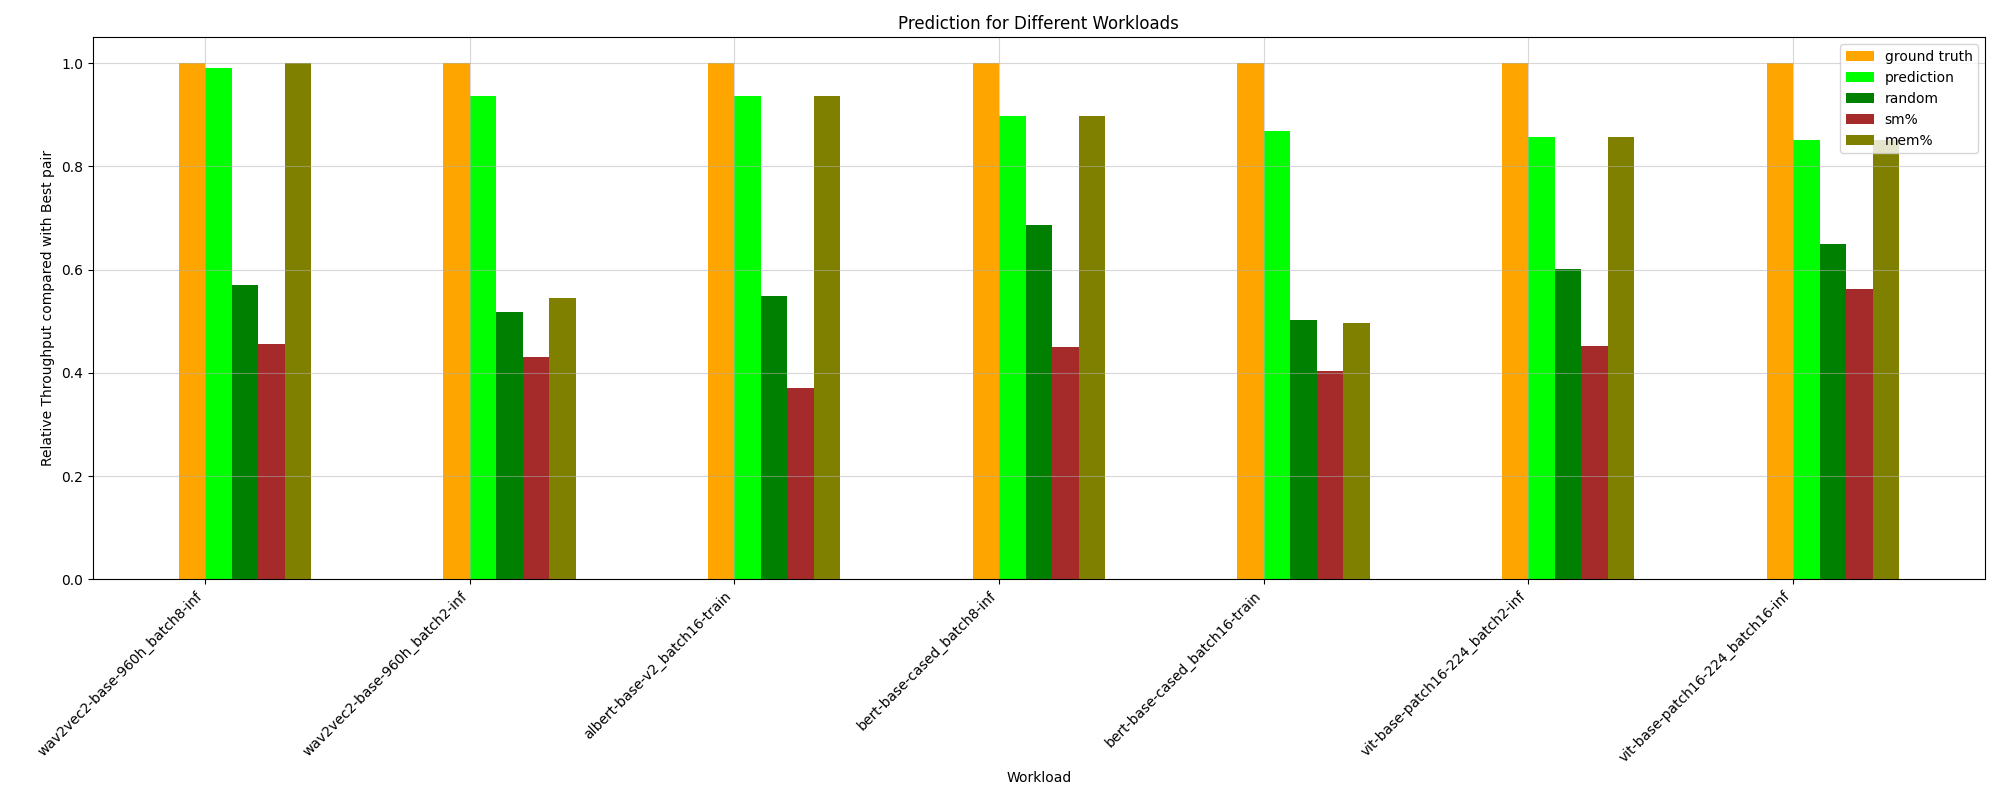 Prediction for Different Workloads
Relative Throughput compared with Best pair
1.0
0.8
0.6
0.4
0.2
0.0
ground truth
prediction
random
sm%
mem%
wav2vec2-base-960h_batch8-inf
wav2vec2-base-960h_batch2-inf
albert-base-v2_batch16-train
bert-base-cased_batch8-inf
bert-base-cased_batch16-train
vit-base-patch16-224_batch2-inf
vit-base-patch16-224_batch16-inf
Workload